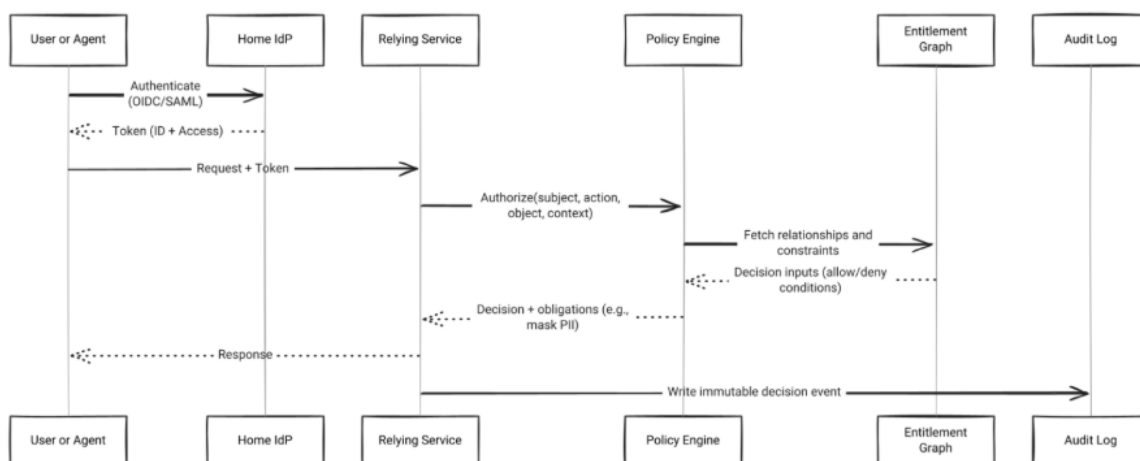 User or Agent
Home IdP
Relying Service
Policy Engine
Entitlement
Graph
Audit Log
Authenticate
(OIDC/SAML)
Token (ID + Access)
Request + Token
Authorize(subject, action,
object, context)
Fetch relationships and
constraints
Decision inputs (allow/deny
conditions)
Decision + obligations (e.g.,
mask PII)
Response
Write immutable decision event
User or Agent
Home IdP
Relying Service
Policy Engine
Entitlement
Graph
Audit Log